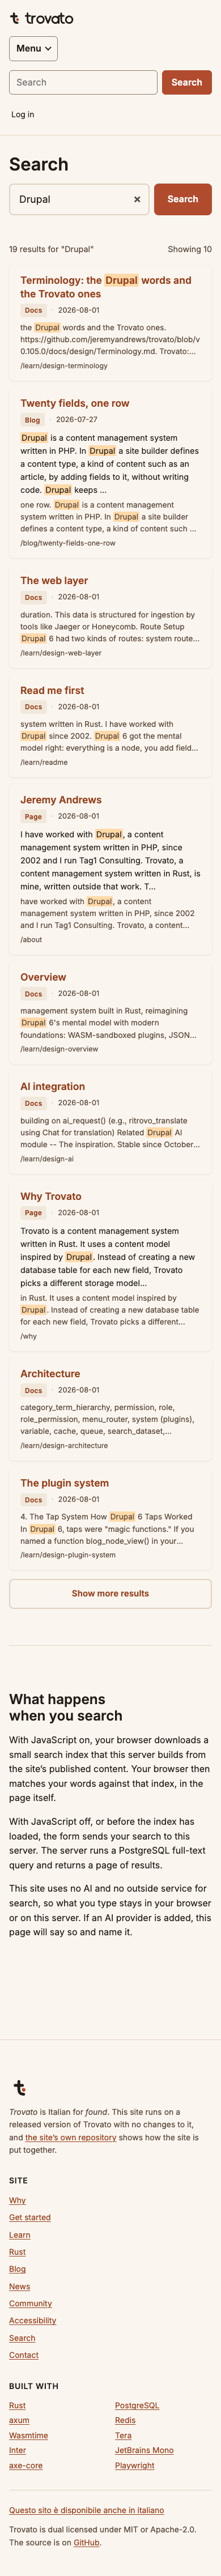 trovato
Menu
Search
Search
Log in
Search
Drupal
×
Search
19 results for "Drupal"
Showing 10
Terminology: the Drupal words and
the Trovato ones
Docs · 2026-08-01
the Drupal words and the Trovato ones.
https://github.com/jeremyandrews/trovato/blob/v
0.105.0/docs/design/Terminology.md. Trovato:...
/learn/design-terminology
Twenty fields, one row
Blog · 2026-07-27
Drupal is a content management system
written in PHP. In Drupal a site builder defines
a content type, a kind of content such as an
article, by adding fields to it, without writing
code. Drupal keeps ...
one row. Drupal is a content management
system written in PHP. In Drupal a site builder
defines a content type, a kind of content such ...
/blog/twenty-fields-one-row
The web layer
Docs · 2026-08-01
duration. This data is structured for ingestion by
tools like Jaeger or Honeycomb. Route Setup
Drupal 6 had two kinds of routes: system route...
/learn/design-web-layer
Read me first
Docs · 2026-08-01
system written in Rust. I have worked with
Drupal since 2002. Drupal 6 got the mental
model right: everything is a node, you add field...
/learn/readme
Jeremy Andrews
Page · 2026-08-01
I have worked with Drupal, a content
management system written in PHP, since
2002 and I run Tag1 Consulting. Trovato, a
content management system written in Rust, is
mine, written outside that work. T...
have worked with Drupal, a content
management system written in PHP, since 2002
and I run Tag1 Consulting. Trovato, a content...
/about
Overview
Docs · 2026-08-01
management system built in Rust, reimagining
Drupal 6's mental model with modern
foundations: WASM-sandboxed plugins, JSON...
/learn/design-overview
AI integration
Docs · 2026-08-01
building on ai_request() (e.g., ritrovo_translate
using Chat for translation) Related Drupal AI
module -- The inspiration. Stable since October...
/learn/design-ai
Why Trovato
Page · 2026-08-01
Trovato is a content management system
written in Rust. It uses a content model
inspired by Drupal. Instead of creating a new
database table for each new field, Trovato
picks a different storage model...
in Rust. It uses a content model inspired by
Drupal. Instead of creating a new database table
for each new field, Trovato picks a different...
/why
Architecture
Docs · 2026-08-01
category_term_hierarchy, permission, role,
role_permission, menu_router, system (plugins),
variable, cache, queue, search_dataset,...
/learn/design-architecture
The plugin system
Docs · 2026-08-01
4. The Tap System How Drupal 6 Taps Worked
In Drupal 6, taps were "magic functions." If you
named a function blog_node_view() in your...
/learn/design-plugin-system
Show more results
What happens
when you search
With JavaScript on, your browser downloads a
small search index that this server builds from
the site's published content. Your browser then
matches your words against that index, in the
page itself.
With JavaScript off, or before the index has
loaded, the form sends your search to this
server. The server runs a PostgreSQL full-text
query and returns a page of results.
This site uses no AI and no outside service for
search, so what you type stays in your browser
or on this server. If an AI provider is added, this
page will say so and name it.
Trovato is Italian for found. This site runs on a
released version of Trovato with no changes to it,
and the site's own repository shows how the site is
put together.
SITE
Why
Get started
Learn
Rust
Blog
News
Community
Accessibility
Search
Contact
BUILT WITH
Rust
PostgreSQL
axum
Redis
Wasmtime
Tera
Inter
JetBrains Mono
axe-core
Playwright
Questo sito è disponibile anche in italiano
Trovato is dual licensed under MIT or Apache-2.0.
The source is on GitHub.